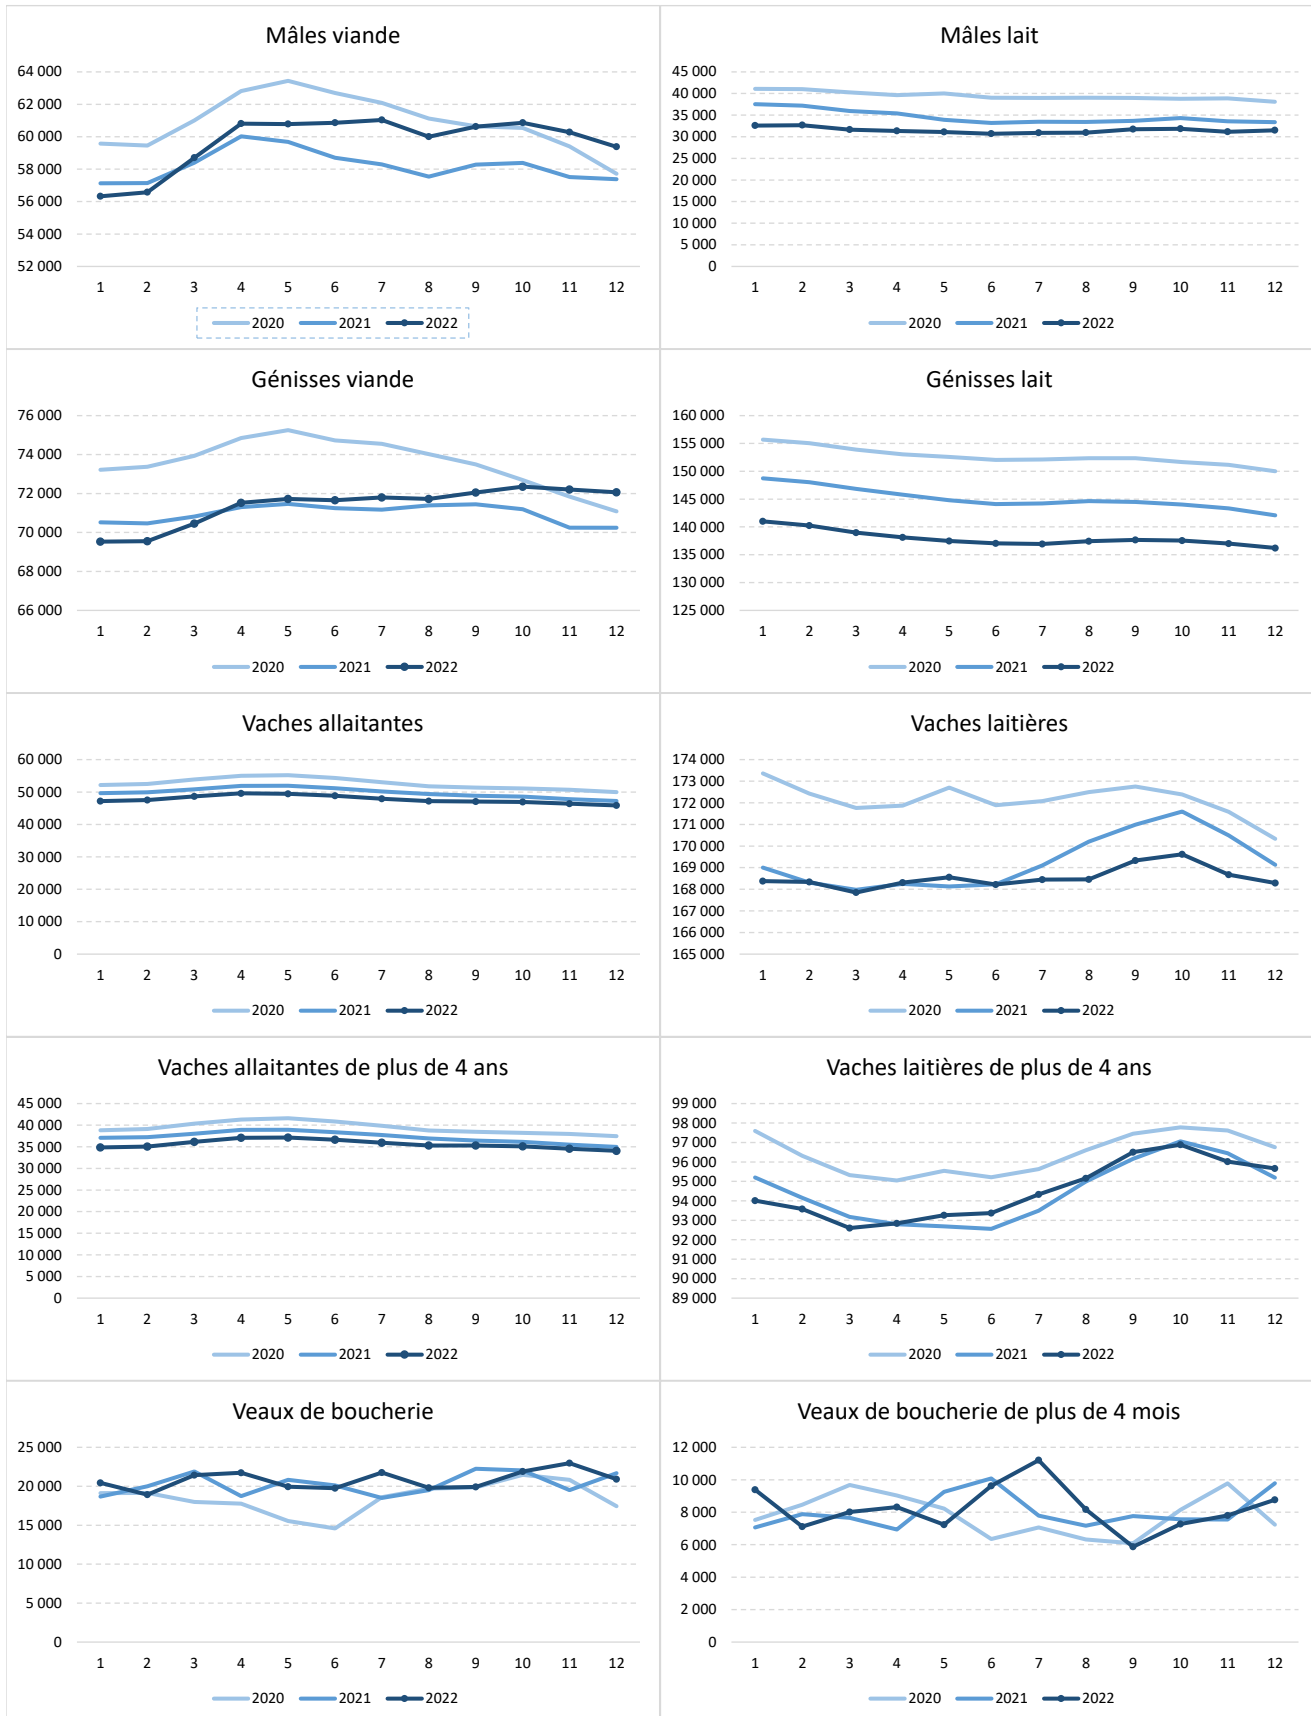 Mâles viande
64 000
62 000
60 000
58 000
56 000
54 000
52 000
1 2 3 4 5 6 7 8 9 10 11 12
2020 2021 2022
Mâles lait
45 000
40 000
35 000
30 000
25 000
20 000
15 000
10 000
5 000
0
1 2 3 4 5 6 7 8 9 10 11 12
2020 2021 2022
Génisses viande
76 000
74 000
72 000
70 000
68 000
66 000
1 2 3 4 5 6 7 8 9 10 11 12
2020 2021 2022
Génisses lait
160 000
155 000
150 000
145 000
140 000
135 000
130 000
125 000
1 2 3 4 5 6 7 8 9 10 11 12
2020 2021 2022
Vaches allaitantes
60 000
50 000
40 000
30 000
20 000
10 000
0
1 2 3 4 5 6 7 8 9 10 11 12
2020 2021 2022
Vaches laitières
174 000
173 000
172 000
171 000
170 000
169 000
168 000
167 000
166 000
165 000
1 2 3 4 5 6 7 8 9 10 11 12
2020 2021 2022
Vaches allaitantes de plus de 4 ans
45 000
40 000
35 000
30 000
25 000
20 000
15 000
10 000
5 000
0
1 2 3 4 5 6 7 8 9 10 11 12
2020 2021 2022
Vaches laitières de plus de 4 ans
99 000
98 000
97 000
96 000
95 000
94 000
93 000
92 000
91 000
90 000
89 000
1 2 3 4 5 6 7 8 9 10 11 12
2020 2021 2022
Veaux de boucherie
25 000
20 000
15 000
10 000
5 000
0
1 2 3 4 5 6 7 8 9 10 11 12
2020 2021 2022
Veaux de boucherie de plus de 4 mois
12 000
10 000
8 000
6 000
4 000
2 000
0
1 2 3 4 5 6 7 8 9 10 11 12
2020 2021 2022